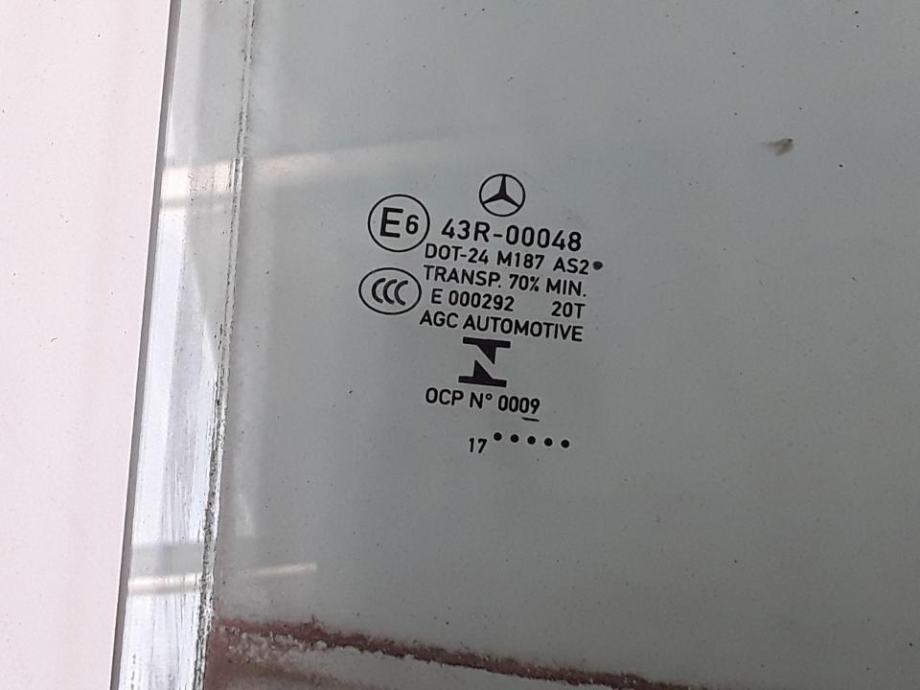 E6 43R-00048
DOT-24 M187 AS2
CCC TRANSP. 70% MIN.
E 000292 20T
AGC AUTOMOTIVE
N
OCP N° 0009
17 •••••